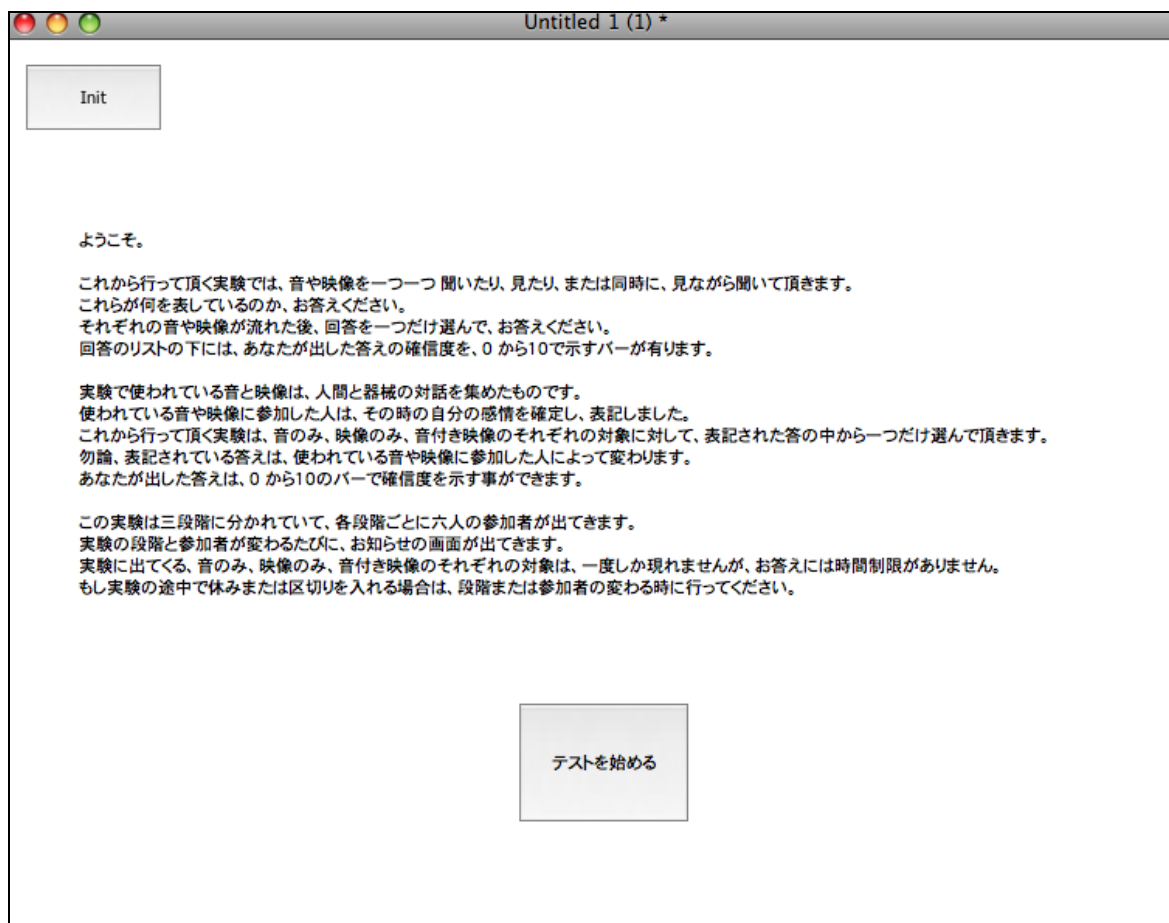 Untitled 1 (1) *
Init
ようこそ。
これから行って頂く実験では、音や映像を一つ一つ 聞いたり、見たり、または同時に、見ながら聞いて頂きます。
これらが何を表しているのか、お答えください。
それぞれの音や映像が流れた後、回答を一つだけ選んで、お答えください。
回答のリストの下には、あなたが出した答えの確信度を、0 から10で示すバーが有ります。
実験で使われている音と映像は、人間と器械の対話を集めたものです。
使われている音や映像に参加した人は、その時の自分の感情を確定し、表記しました。
これから行って頂く実験は、音のみ、映像のみ、音付き映像のそれぞれの対象に対して、表記された答の中から一つだけ選んで頂きます。
勿論、表記されている答えは、使われている音や映像に参加した人によって変わります。
あなたが出した答えは、0 から10のバーで確信度を示す事ができます。
この実験は三段階に分かれていて、各段階ごとに六人の参加者が出てきます。
実験の段階と参加者が変わるたびに、お知らせの画面が出てきます。
実験に出てくる、音のみ、映像のみ、音付き映像のそれぞれの対象は、一度しか現れませんが、お答えには時間制限がありません。
もし実験の途中で休みまたは区切りを入れる場合は、段階または参加者の変わる時に行ってください。
テストを始める